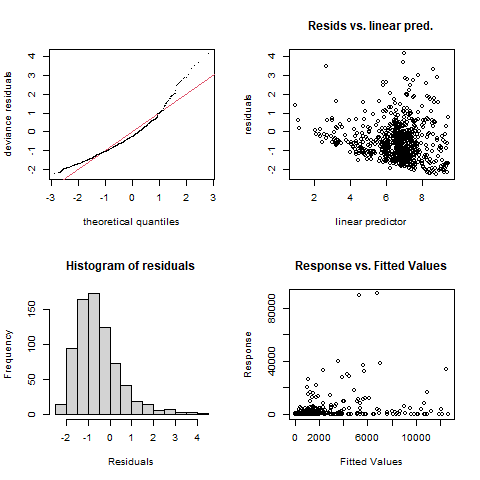 deviance residuals
4
3
2
1
0
-1
-2
-3 -2 -1 0 1 2 3
theoretical quantiles
Resids vs. linear pred.
residuals
4
3
2
1
0
-1
-2
2 4 6 8
linear predictor
Histogram of residuals
Frequency
150
100
50
0
-2 -1 0 1 2 3 4
Residuals
Response vs. Fitted Values
Response
80000
40000
0
0 2000 6000 10000
Fitted Values